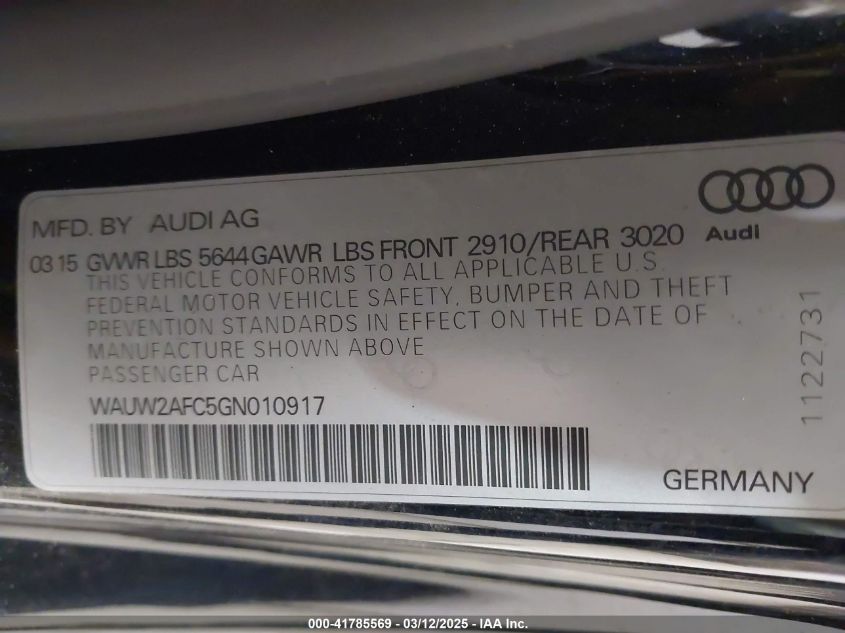 MFD. BY AUDI AG
Audi
03 15 GVWR LBS 5644 GAWR LBS FRONT 2910/REAR 3020
THIS VEHICLE CONFORMS TO ALL APPLICABLE U.S.
FEDERAL MOTOR VEHICLE SAFETY, BUMPER AND THEFT
PREVENTION STANDARDS IN EFFECT ON THE DATE OF
MANUFACTURE SHOWN ABOVE
PASSENGER CAR
WAUW2AFC5GN010917
1122731
GERMANY
000-41785569 - 03/12/2025 - IAA Inc.